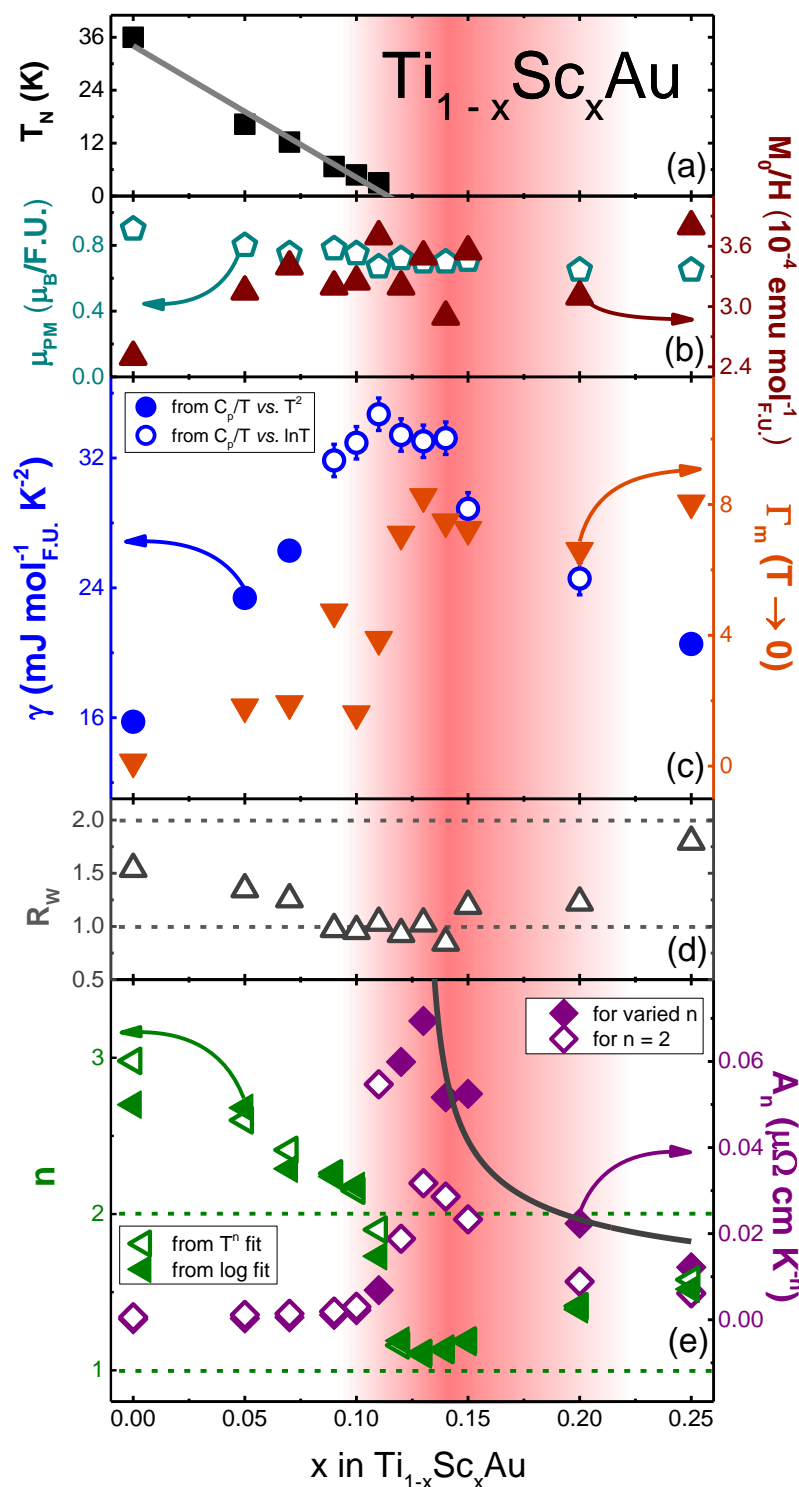 Ti1 - xScxAu
TN (K)
36
24
12
0
(a)
μPM (μB/F.U.)
0.8
0.4
0.0
M0/H (10-4 emu mol-1F.U.)
3.6
3.0
2.4
(b)
γ (mJ mol-1F.U. K-2)
32
24
16
from Cp/T vs. T2
from Cp/T vs. lnT
Γm (T → 0)
8
4
0
(c)
RW
2.0
1.5
1.0
0.5
(d)
n
3
2
1
for varied n
for n = 2
from Tn fit
from log fit
An (μΩ cm K-n)
0.06
0.04
0.02
0.00
(e)
0.00 0.05 0.10 0.15 0.20 0.25
x in Ti1-xScxAu